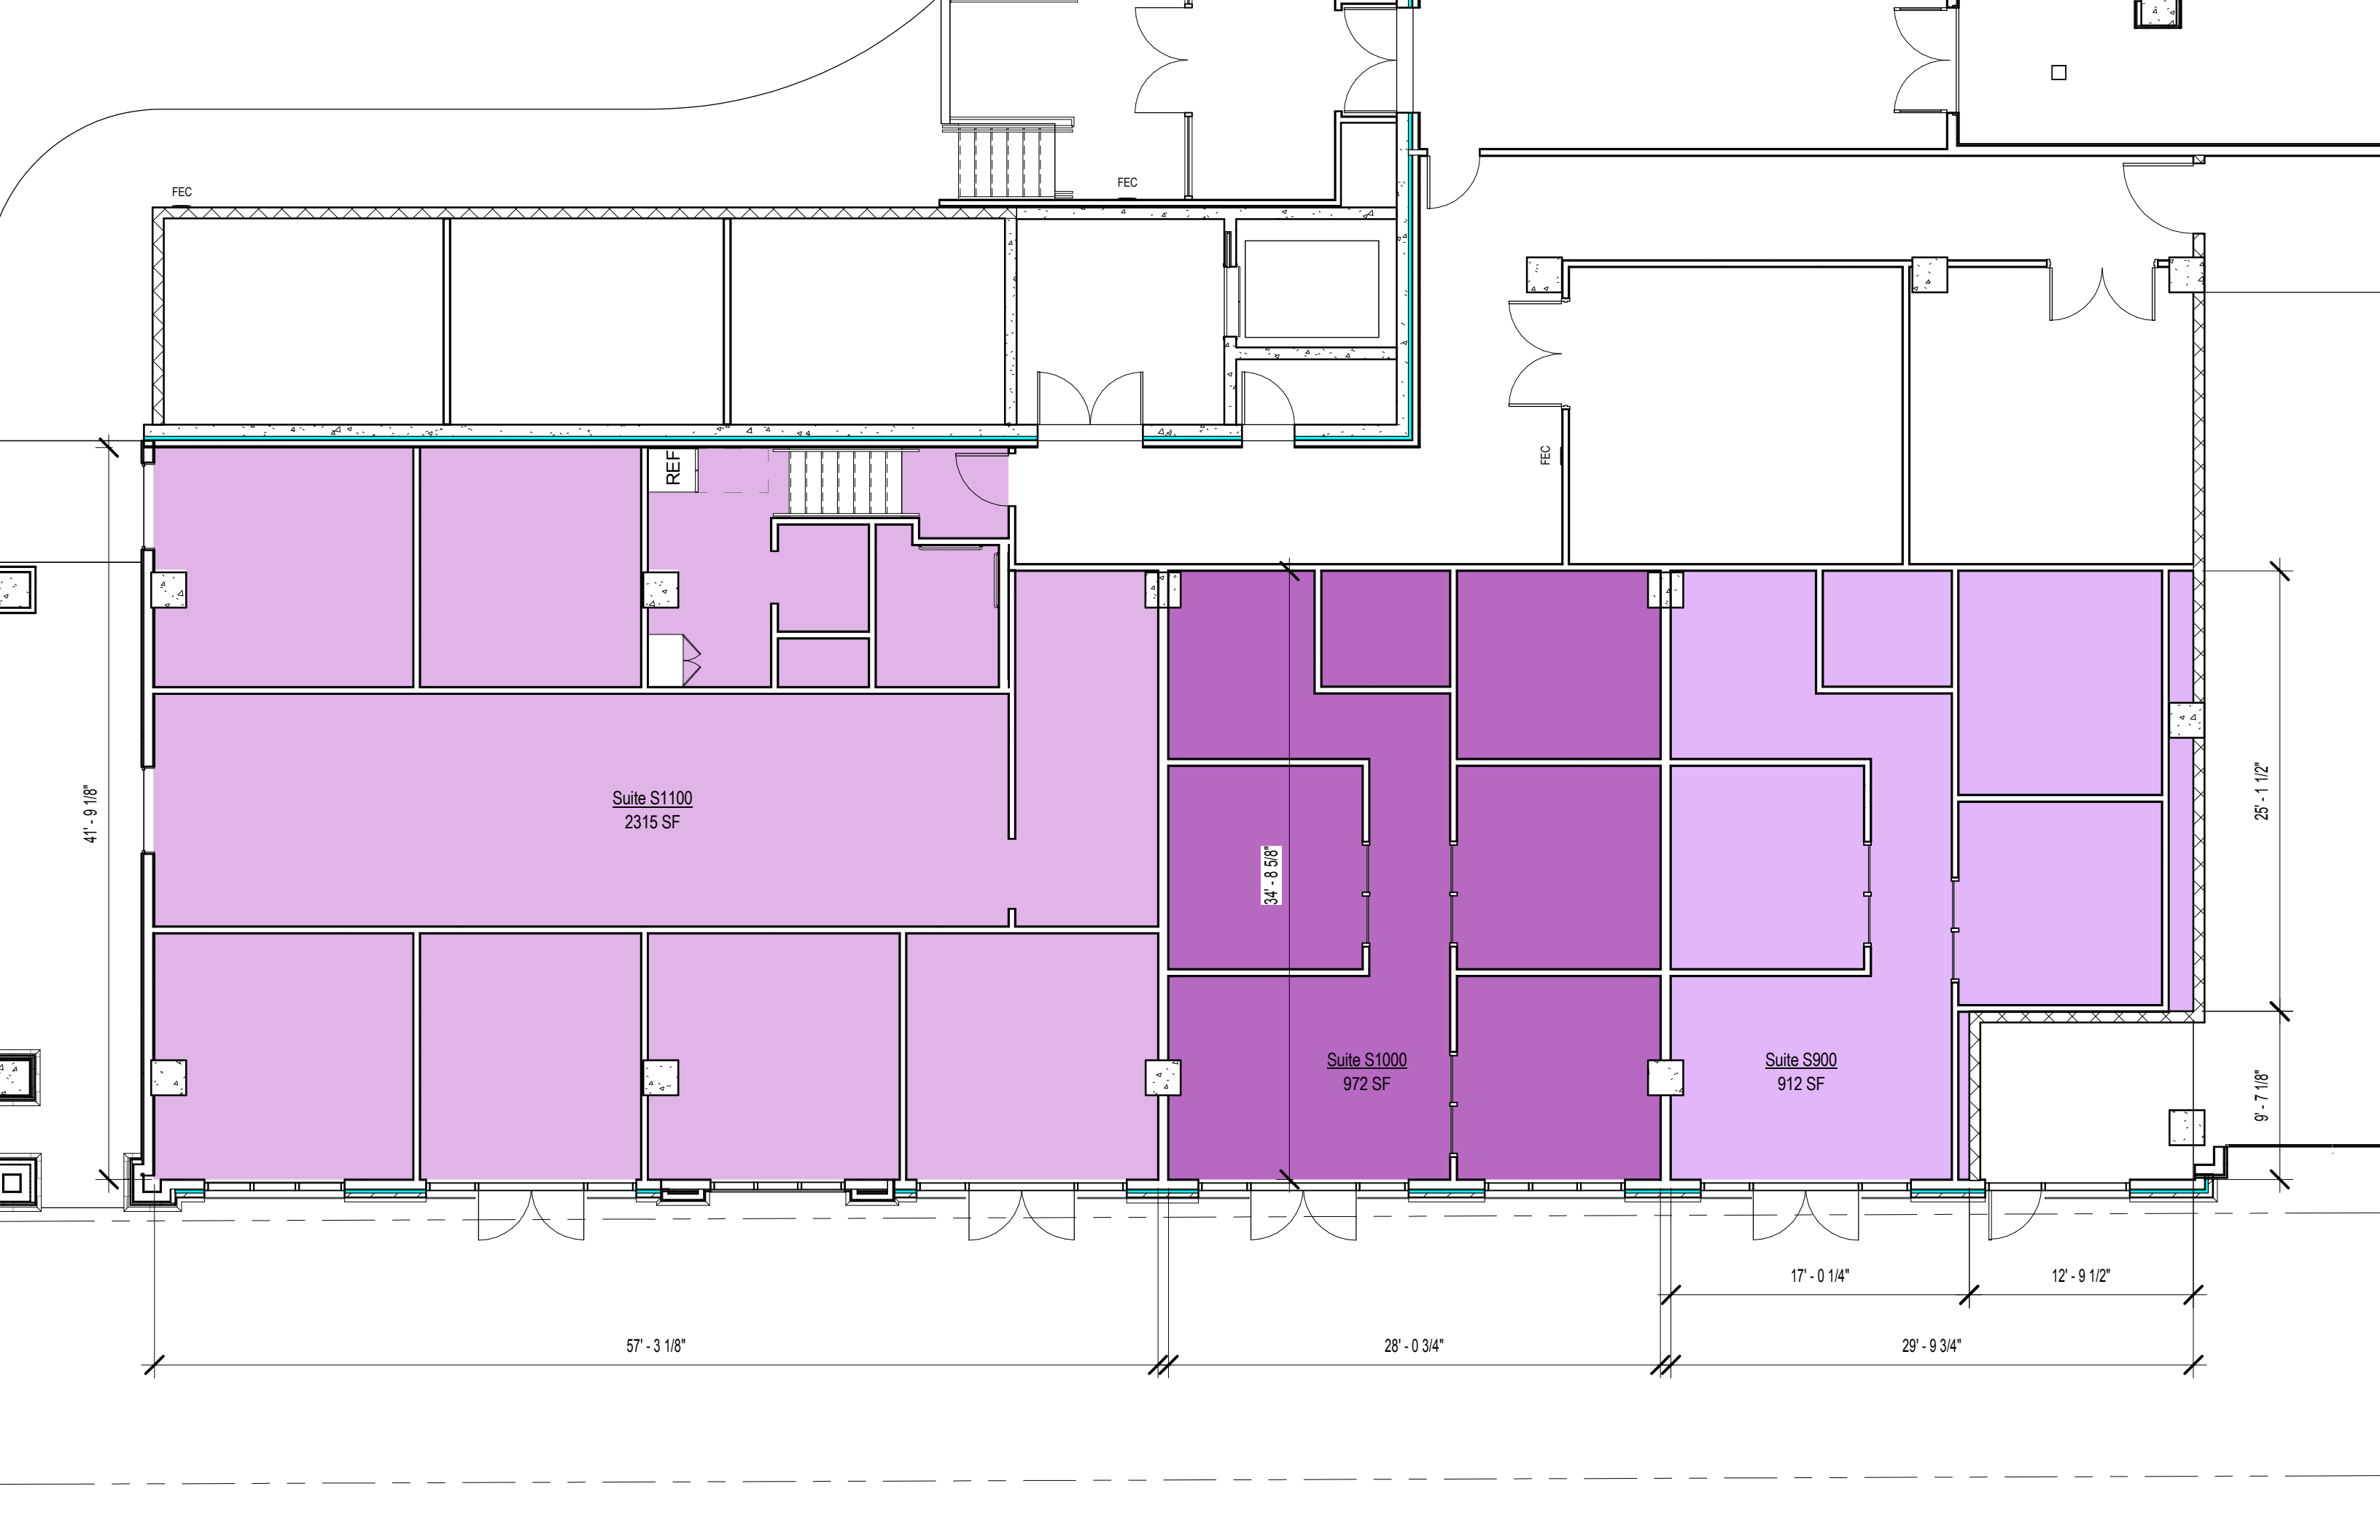 FEC
FEC
REF
FEC
41' - 9 1/8"
Suite S1100
2315 SF
34' - 8 5/8"
25' - 1 1/2"
Suite S1000
972 SF
Suite S900
912 SF
9' - 7 1/8"
17' - 0 1/4"
12' - 9 1/2"
57' - 3 1/8"
28' - 0 3/4"
29' - 9 3/4"